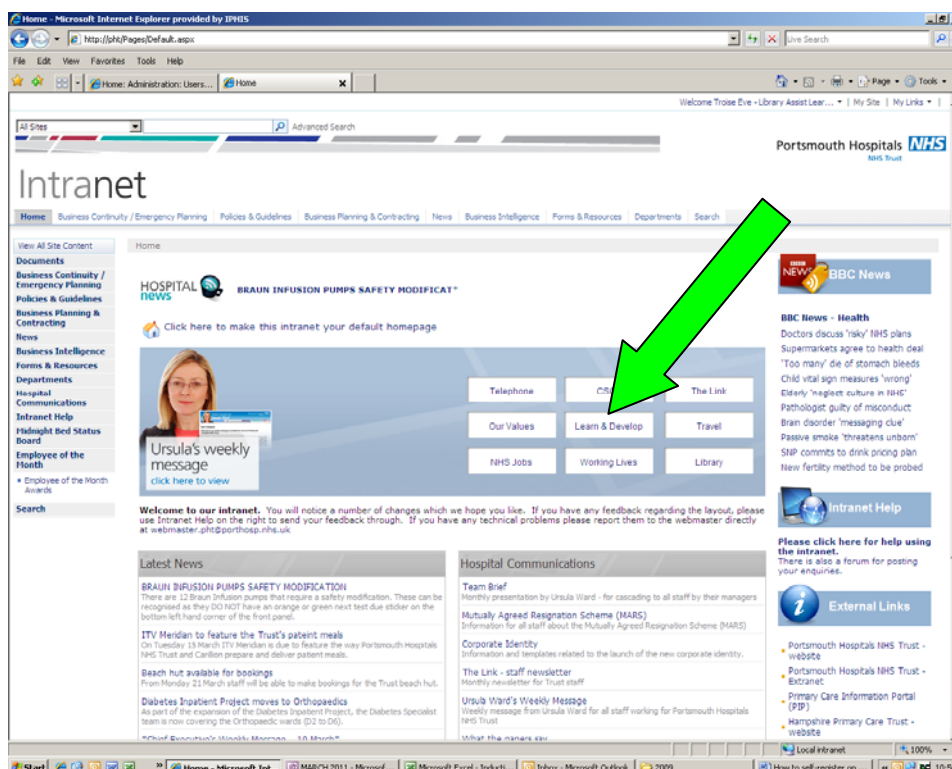 Home - Microsoft Internet Explorer provided by IPHIS
http://pht/Pages/Default.aspx
Live Search
File Edit View Favorites Tools Help
Home: Administration: Users...
Home
Page Tools
Welcome Troise Eve - Library Assist Lear... | My Site | My Links |
All Sites
Advanced Search
Portsmouth Hospitals NHS
NHS Trust
Intranet
Home Business Continuity / Emergency Planning Policies & Guidelines Business Planning & Contracting News Business Intelligence Forms & Resources Departments Search
View All Site Content
Documents
Business Continuity /
Emergency Planning
Policies & Guidelines
Business Planning &
Contracting
News
Business Intelligence
Forms & Resources
Departments
Hospital
Communications
Intranet Help
Midnight Bed Status
Board
Employee of the
Month
Employee of the Month
Awards
Search
Home
HOSPITAL
news
BRAUN INFUSION PUMPS SAFETY MODIFICAT"
Click here to make this intranet your default homepage
Ursula's weekly
message
click here to view
Telephone
The Link
Our Values
Learn & Develop
Travel
NHS Jobs
Working Lives
Library
Welcome to our intranet. You will notice a number of changes which we hope you like. If you have any feedback regarding the layout, please
use Intranet Help on the right to send your feedback through. If you have any technical problems please report them to the webmaster directly
at webmaster.pht@porthosp.nhs.uk
Latest News
BRAUN INFUSION PUMPS SAFETY MODIFICATION
There are 12 Braun Infusion pumps that require a safety modification. These can be
recognised as they DO NOT have an orange or green next test due sticker on the
bottom left hand corner of the front panel.
ITV Meridian to feature the Trust's pateint meals
On Tuesday 15 March ITV Meridian is due to feature the way Portsmouth Hospitals
NHS Trust and Carillion prepare and deliver patient meals.
Beach hut available for bookings
From Monday 21 March staff will be able to make bookings for the Trust beach hut.
Diabetes Inpatient Project moves to Orthopaedics
As part of the expansion of the Diabetes Inpatient Project, the Diabetes Specialist
team is now covering the Orthopaedic wards (D2 to D6).
"Chief Executive's Weekly Message - 10 March"
Hospital Communications
Team Brief
Monthly presentation by Ursula Ward - for cascading to all staff by their managers
Mutually Agreed Resignation Scheme (MARS)
Information for all staff about the Mutually Agreed Resignation Scheme (MARS)
Corporate Identity
Information and templates related to the launch of the new corporate identity.
The Link - staff newsletter
Monthly newsletter for Trust staff
Ursula Ward's Weekly Message
Weekly message from Ursula Ward for all staff working for Portsmouth Hospitals
NHS Trust
What the papers say
BBC
NEWS
BBC News
BBC News - Health
Doctors discuss 'risky' NHS plans
Supermarkets agree to health deal
'Too many' die of stomach bleeds
Child vital sign measures 'wrong'
Elderly 'neglect culture in NHS'
Pathologist guilty of misconduct
Brain disorder 'messaging clue'
Passive smoke 'threatens unborn'
SNP commits to drink pricing plan
New fertility method to be probed
Intranet Help
Please click here for help using
the intranet.
There is also a forum for posting
your enquiries.
External Links
Portsmouth Hospitals NHS Trust -
website
Portsmouth Hospitals NHS Trust -
Extranet
Primary Care Information Portal
(PIP)
Hampshire Primary Care Trust -
website
Local intranet
100%
Start
Home - Microsoft Int...
MARCH 2011 - Microsof...
Microsoft Excel - Inducti...
Inbox - Microsoft Outlook
2009
How to self-register on ...